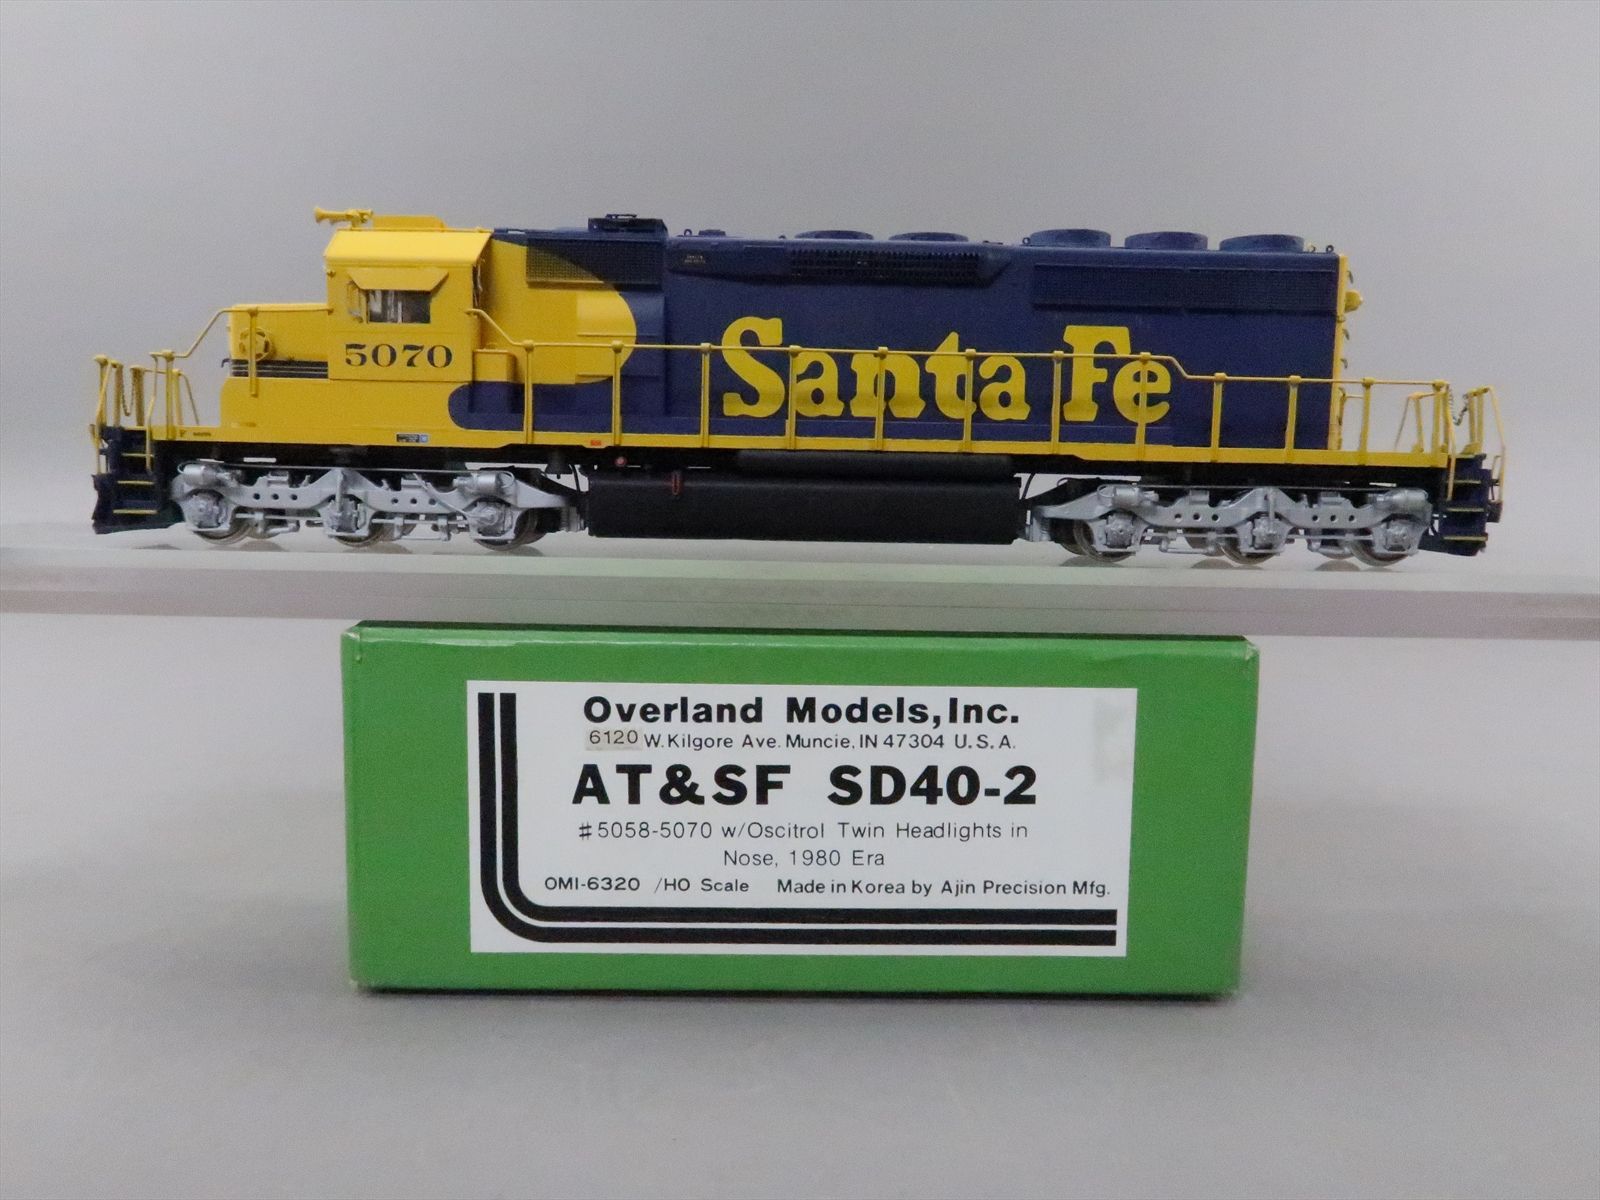 5070
Santa Fe
Overland Models, Inc.
6120 W. Kilgore Ave. Muncie, IN 47304 U.S.A.
AT&SF SD40-2
#5058-5070 w/Oscitrol Twin Headlights in
Nose, 1980 Era
OMI-6320 /HO Scale Made in Korea by Ajin Precision Mfg.